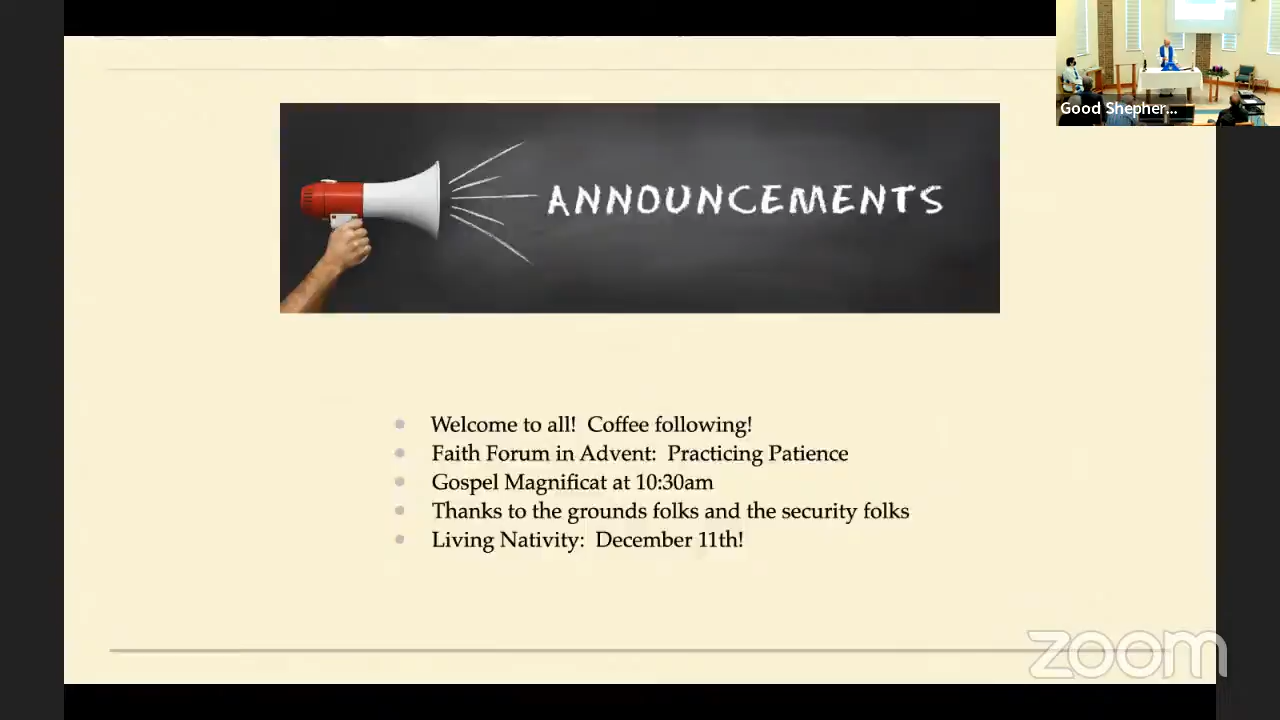 Good Shepher...
ANNOUNCEMENTS
Welcome to all! Coffee following!
Faith Forum in Advent: Practicing Patience
Gospel Magnificat at 10:30am
Thanks to the grounds folks and the security folks
Living Nativity: December 11th!
zoom